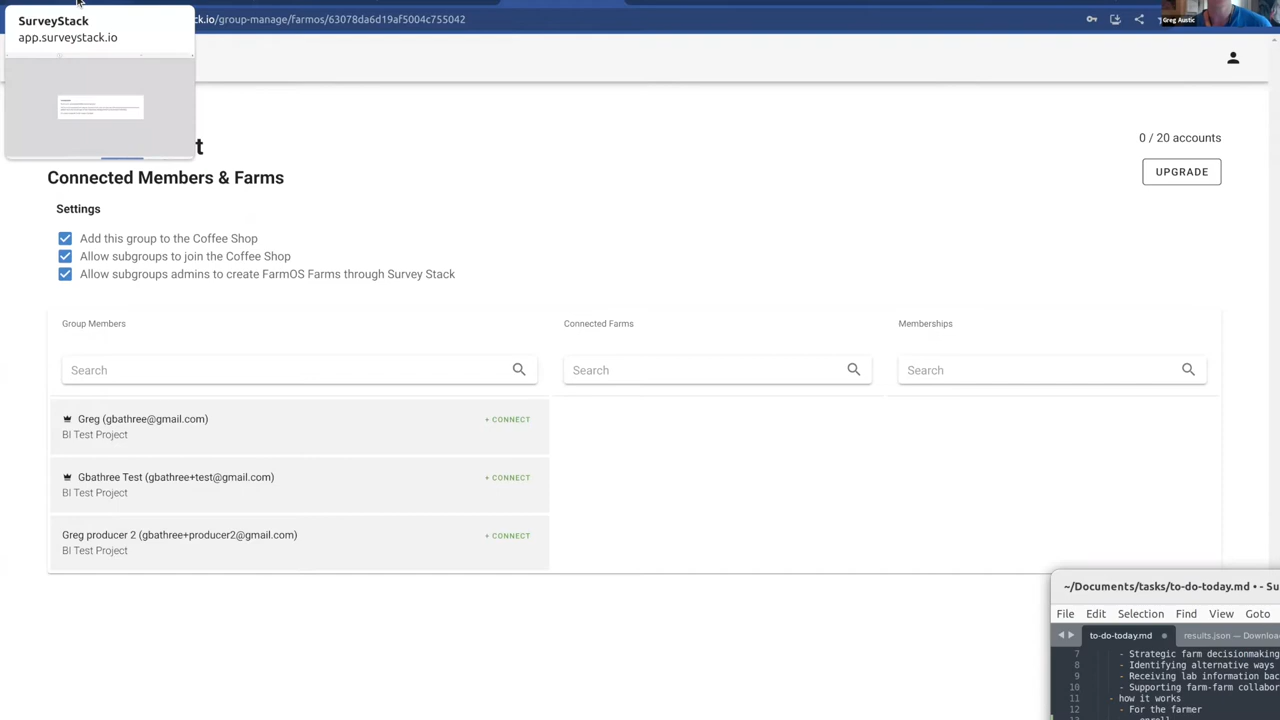 SurveyStack
app.surveystack.io
ck.io/group-manage/farmos/63078da6d19af5004c755042
Greg Austic
t
0 / 20 accounts
UPGRADE
Connected Members & Farms
Settings
Add this group to the Coffee Shop
Allow subgroups to join the Coffee Shop
Allow subgroups admins to create FarmOS Farms through Survey Stack
Group Members
Connected Farms
Memberships
Search
Search
Search
Greg (gbathree@gmail.com)
+ CONNECT
BI Test Project
Gbathree Test (gbathree+test@gmail.com)
+ CONNECT
BI Test Project
Greg producer 2 (gbathree+producer2@gmail.com)
+ CONNECT
BI Test Project
~/Documents/tasks/to-do-today.md • - Su
File Edit Selection Find View Goto
to-do-today.md
results.json — Downloa
7 - Strategic farm decisionmaking
8 - Identifying alternative ways
9 - Receiving lab information bac
10 - Supporting farm-farm collabor
11 - how it works
12 - For the farmer
13 - enroll